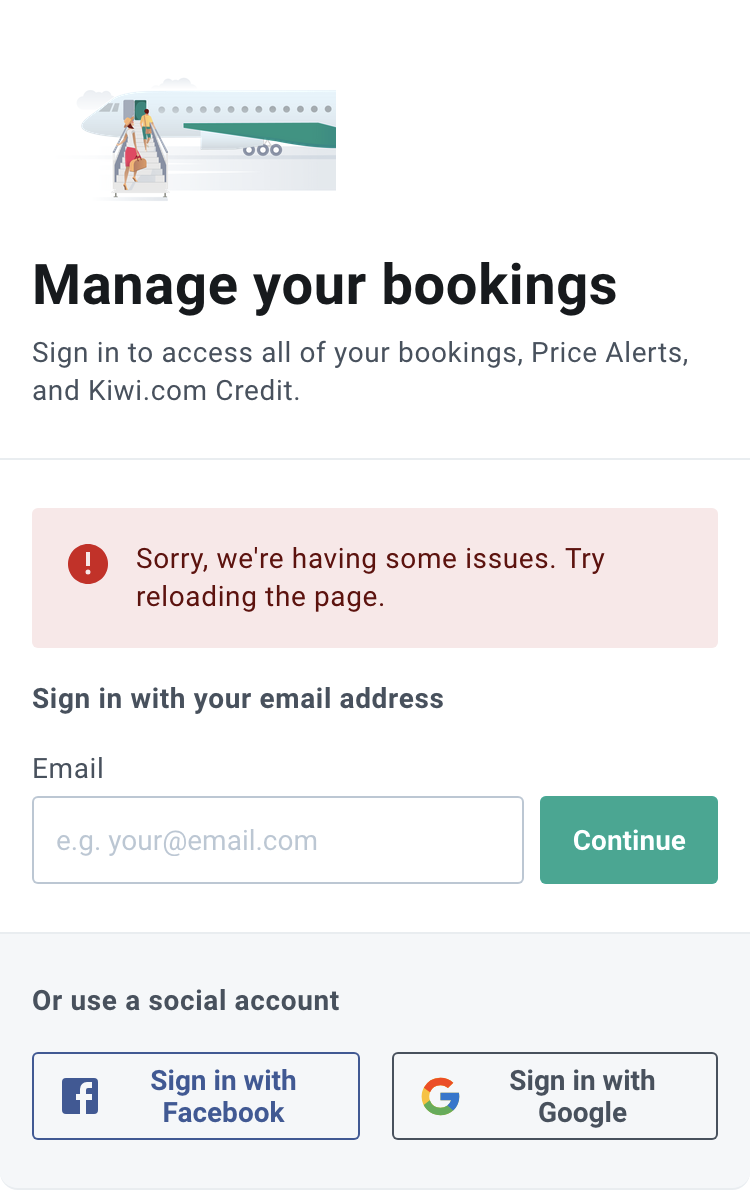 Manage your bookings
Sign in to access all of your bookings, Price Alerts,
and Kiwi.com Credit.
Sorry, we're having some issues. Try
reloading the page.
Sign in with your email address
Email
e.g. your@email.com
Continue
Or use a social account
Sign in with
Facebook
Sign in with
Google